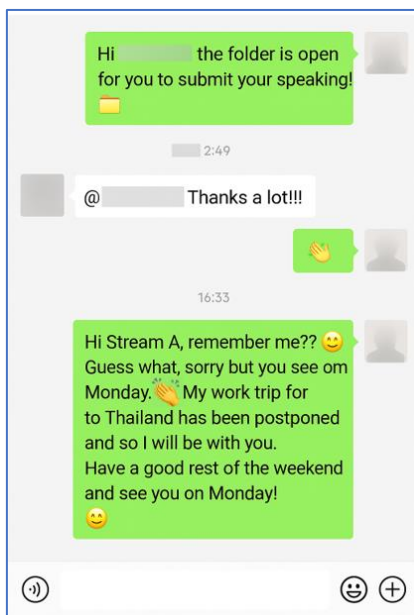 Hi the folder is open
for you to submit your speaking!
2:49
@ Thanks a lot!!!
16:33
Hi Stream A, remember me??
Guess what, sorry but you see om
Monday. My work trip for
to Thailand has been postponed
and so I will be with you.
Have a good rest of the weekend
and see you on Monday!